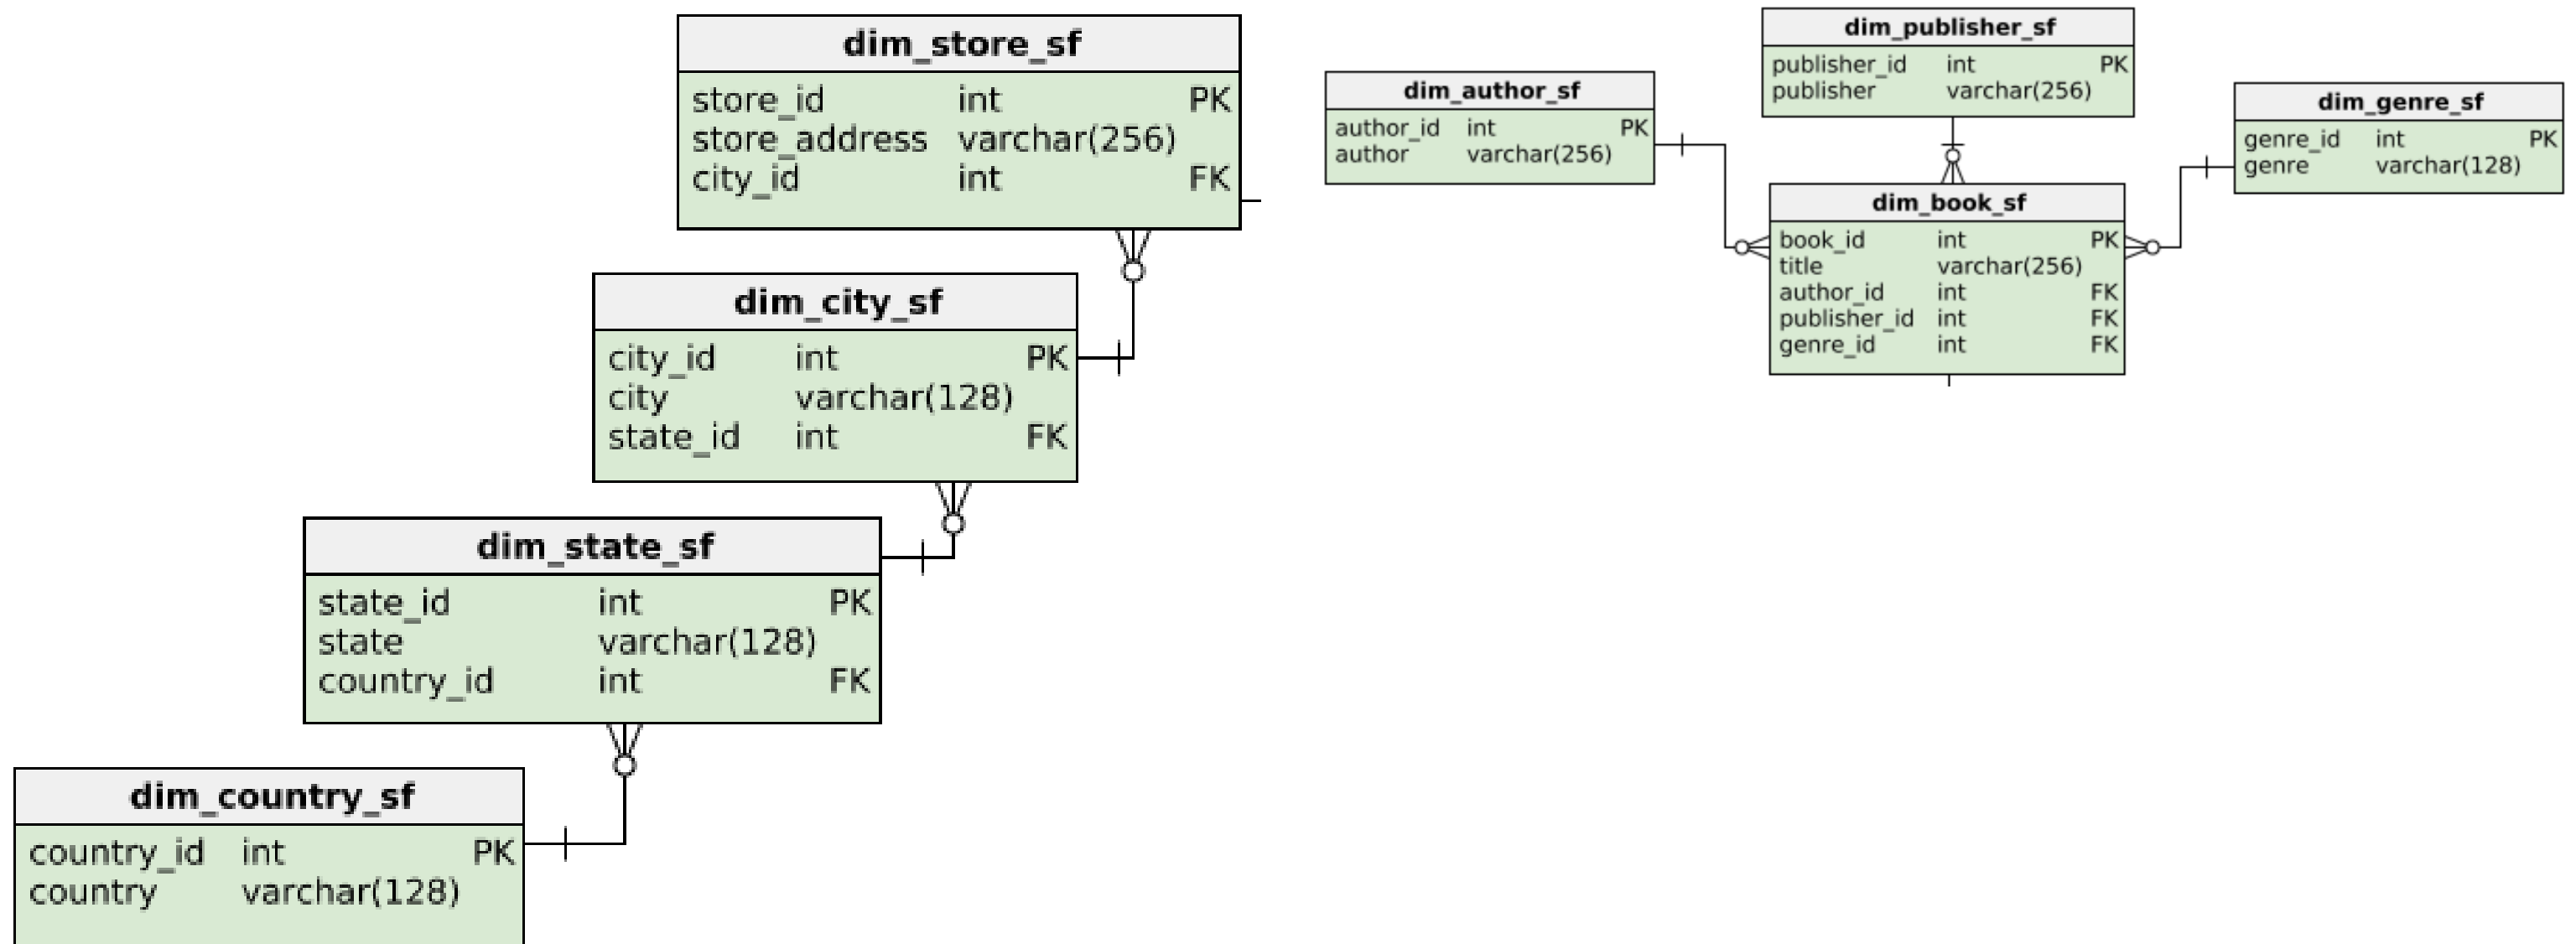 dim_store_sf
store_id int PK
store_address varchar(256)
city_id int FK
dim_city_sf
city_id int PK
city varchar(128)
state_id int FK
dim_state_sf
state_id int PK
state varchar(128)
country_id int FK
dim_country_sf
country_id int PK
country varchar(128)
dim_publisher_sf
publisher_id int PK
publisher varchar(256)
dim_author_sf
author_id int PK
author varchar(256)
dim_genre_sf
genre_id int PK
genre varchar(128)
dim_book_sf
book_id int PK
title varchar(256)
author_id int FK
publisher_id int FK
genre_id int FK